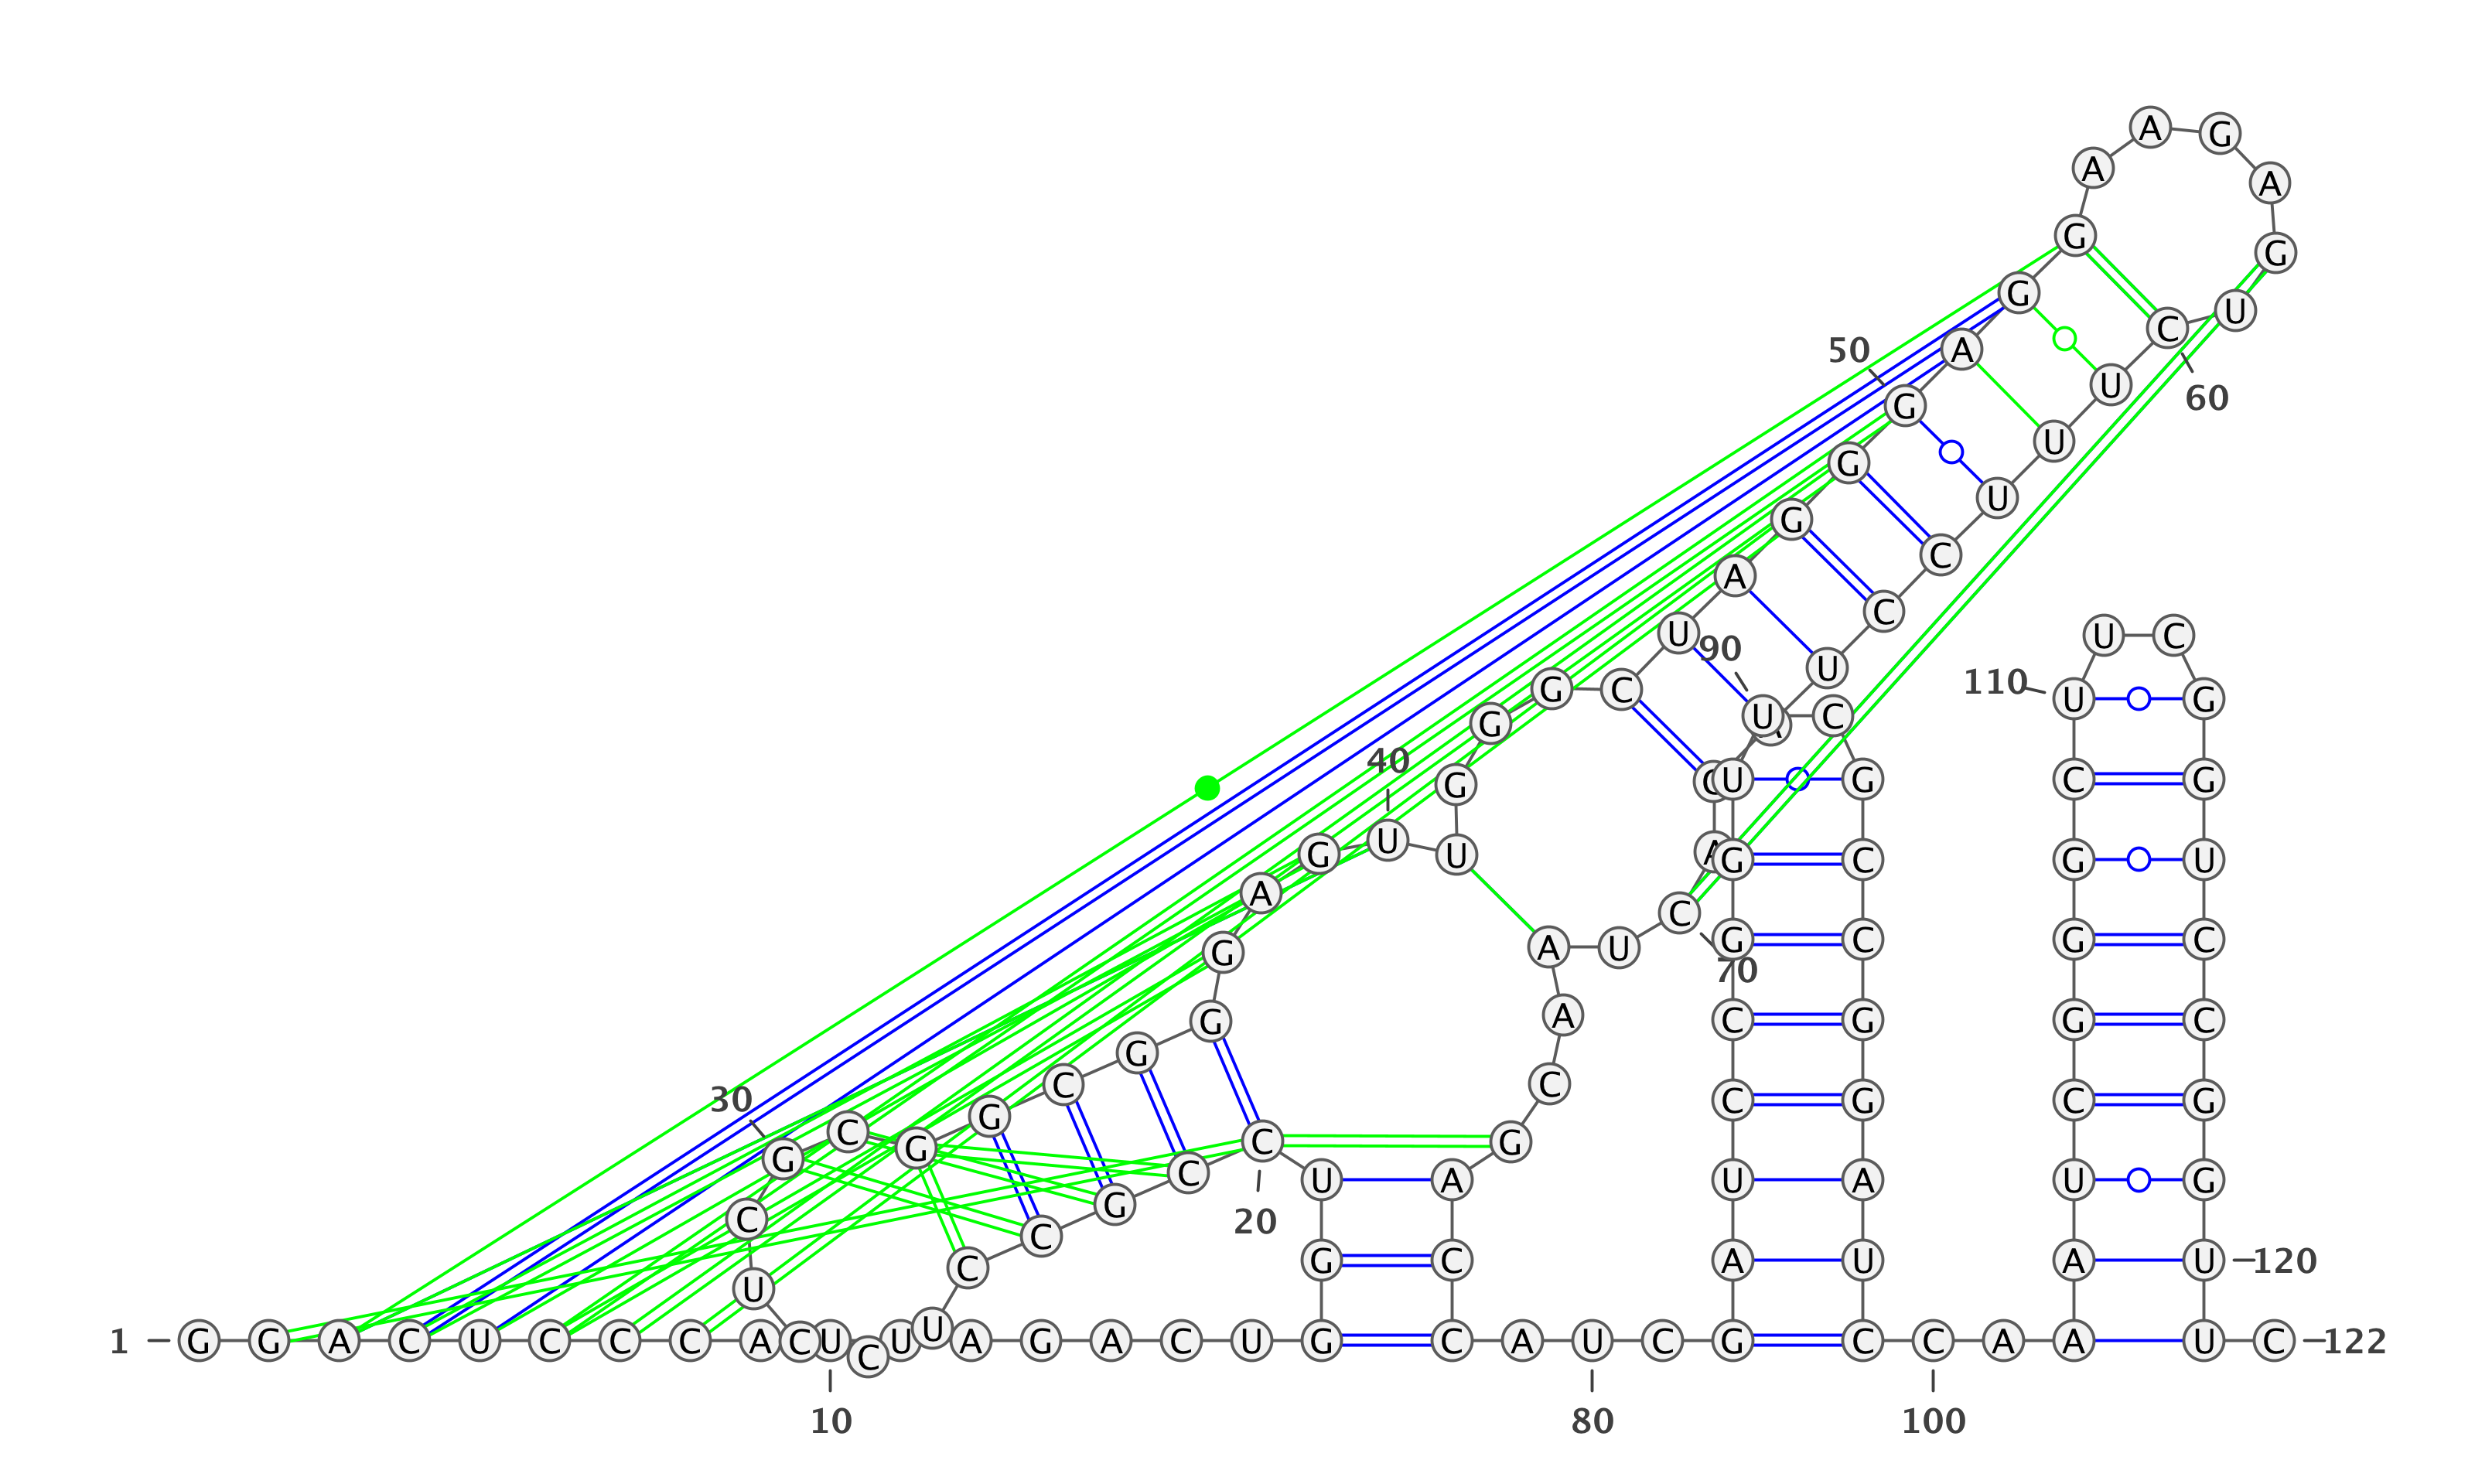 A G
A A
G G
G U C
50 A
U 60
G
U
G
U
G
C
A
C
U U C
90
U
110 G C U G
G U C
40 G U G C G
G U U A G C G U
A
C
G A U G C G C
70
G A C G G C
G
30 C C C G C G
G
C G C G
G C U A U A U G
G
C 20
C
C G C A U A U 120
U
U
1 G G A C U C C C A C U U A G A C U G C A U C G C C A A A U C 122
C
10 80 100